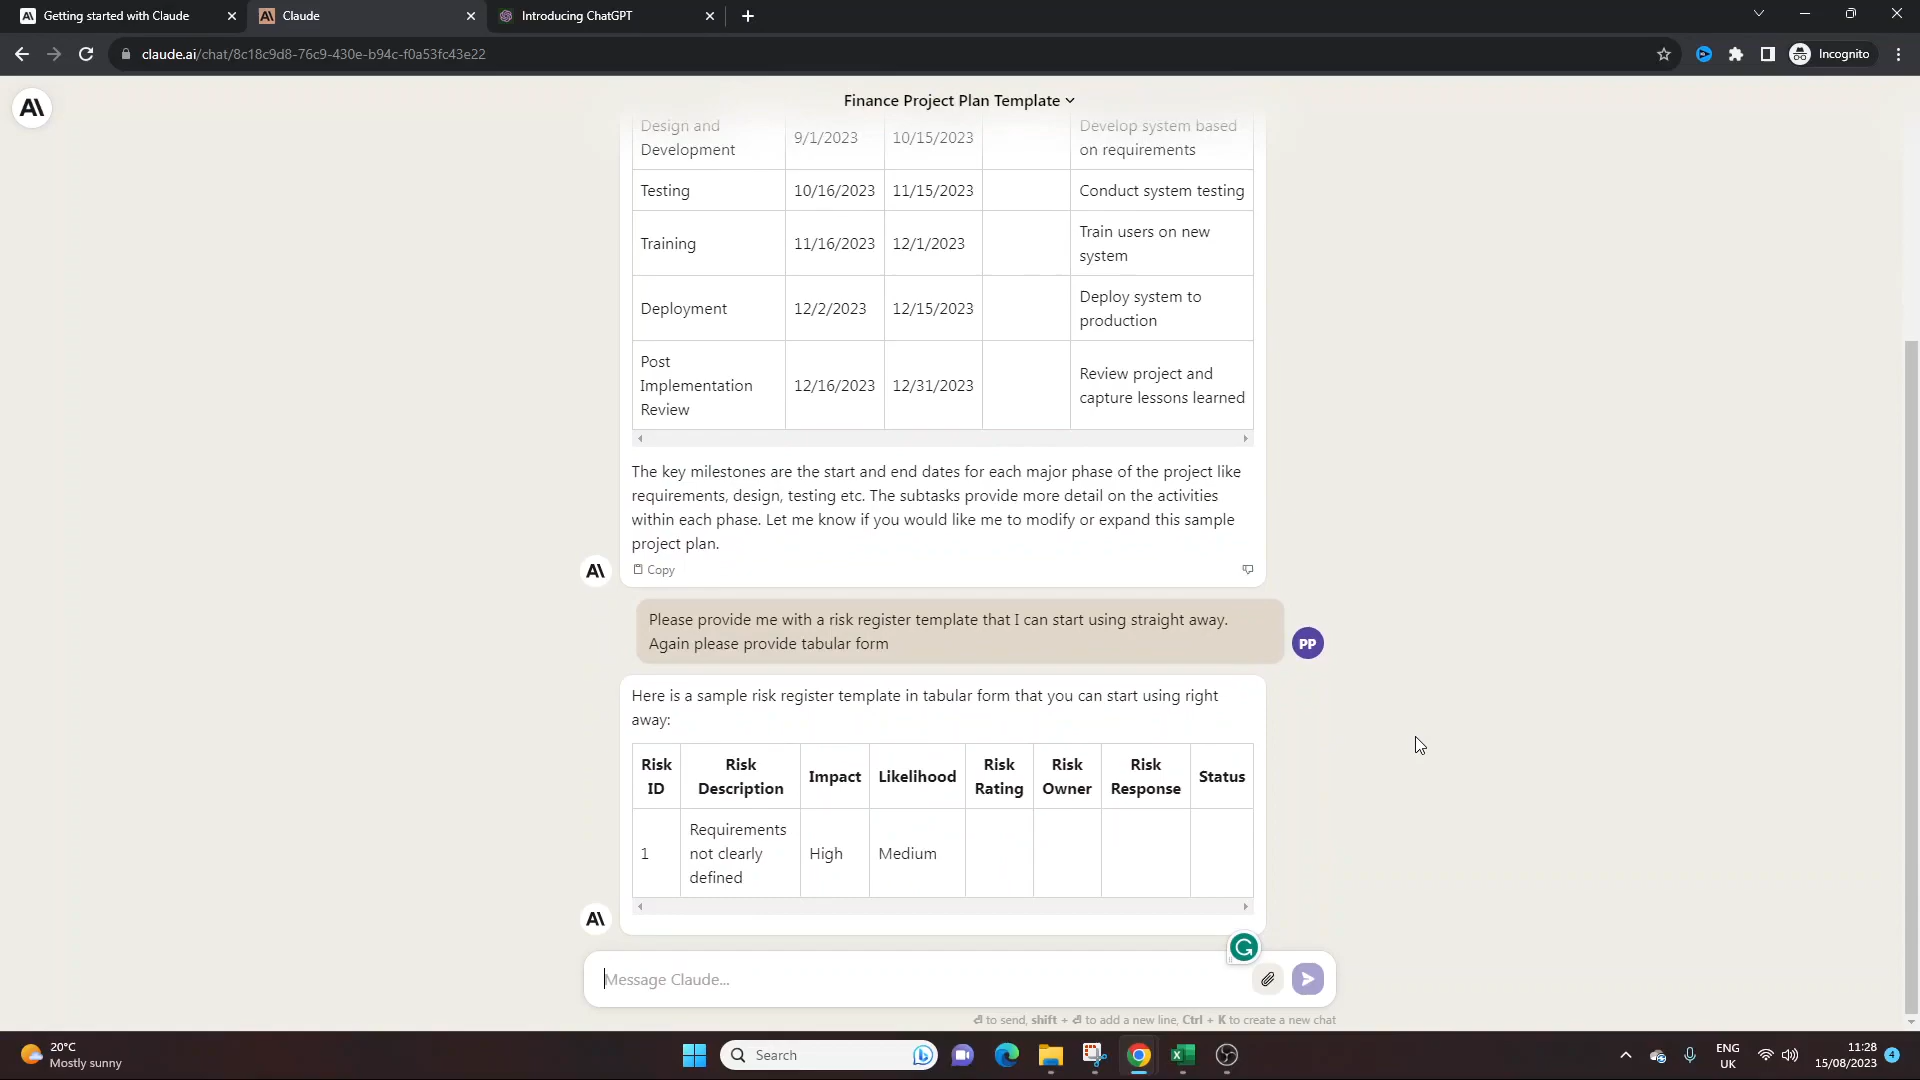 Getting started with Claude
Claude
Introducing ChatGPT
claude.ai/chat/8c18c9d8-76c9-430e-b94c-f0a53fc43e22
Incognito
Finance Project Plan Template
Design and
Development
9/1/2023
10/15/2023
Develop system based
on requirements
Testing
10/16/2023
11/15/2023
Conduct system testing
Training
11/16/2023
12/1/2023
Train users on new
system
Deployment
12/2/2023
12/15/2023
Deploy system to
production
Post
Implementation
Review
12/16/2023
12/31/2023
Review project and
capture lessons learned
The key milestones are the start and end dates for each major phase of the project like
requirements, design, testing etc. The subtasks provide more detail on the activities
within each phase. Let me know if you would like me to modify or expand this sample
project plan.
Copy
Please provide me with a risk register template that I can start using straight away.
Again please provide tabular form
PP
Here is a sample risk register template in tabular form that you can start using right
away:
Risk
ID
Risk
Description
Impact
Likelihood
Risk
Rating
Risk
Owner
Risk
Response
Status
1
Requirements
not clearly
defined
High
Medium
Message Claude...
⏎ to send, shift + ⏎ to add a new line, Ctrl + K to create a new chat
20°C
Mostly sunny
Search
ENG
UK
11:28
15/08/2023
4